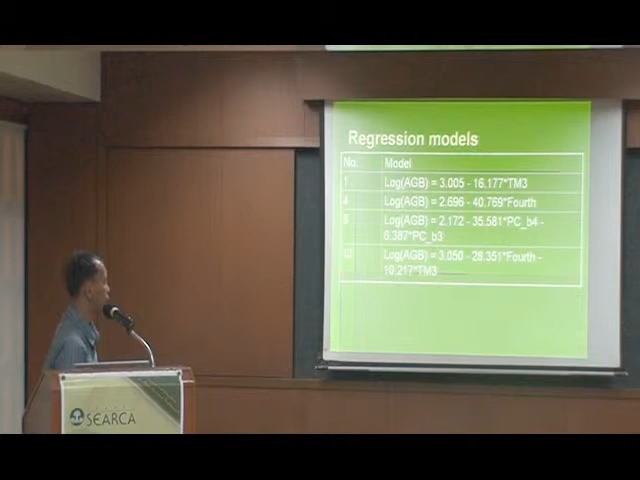 Regression models
No. Model
1 Log(AGB) = 3.005 - 16.177*TM3
4 Log(AGB) = 2.696 - 40.769*Fourth
Log(AGB) = 2.172 - 35.581*PC_b4 -
6.387*PC_b3
Log(AGB) = 3.050 - 28.351*Fourth -
10.217*TM3
SEARCA